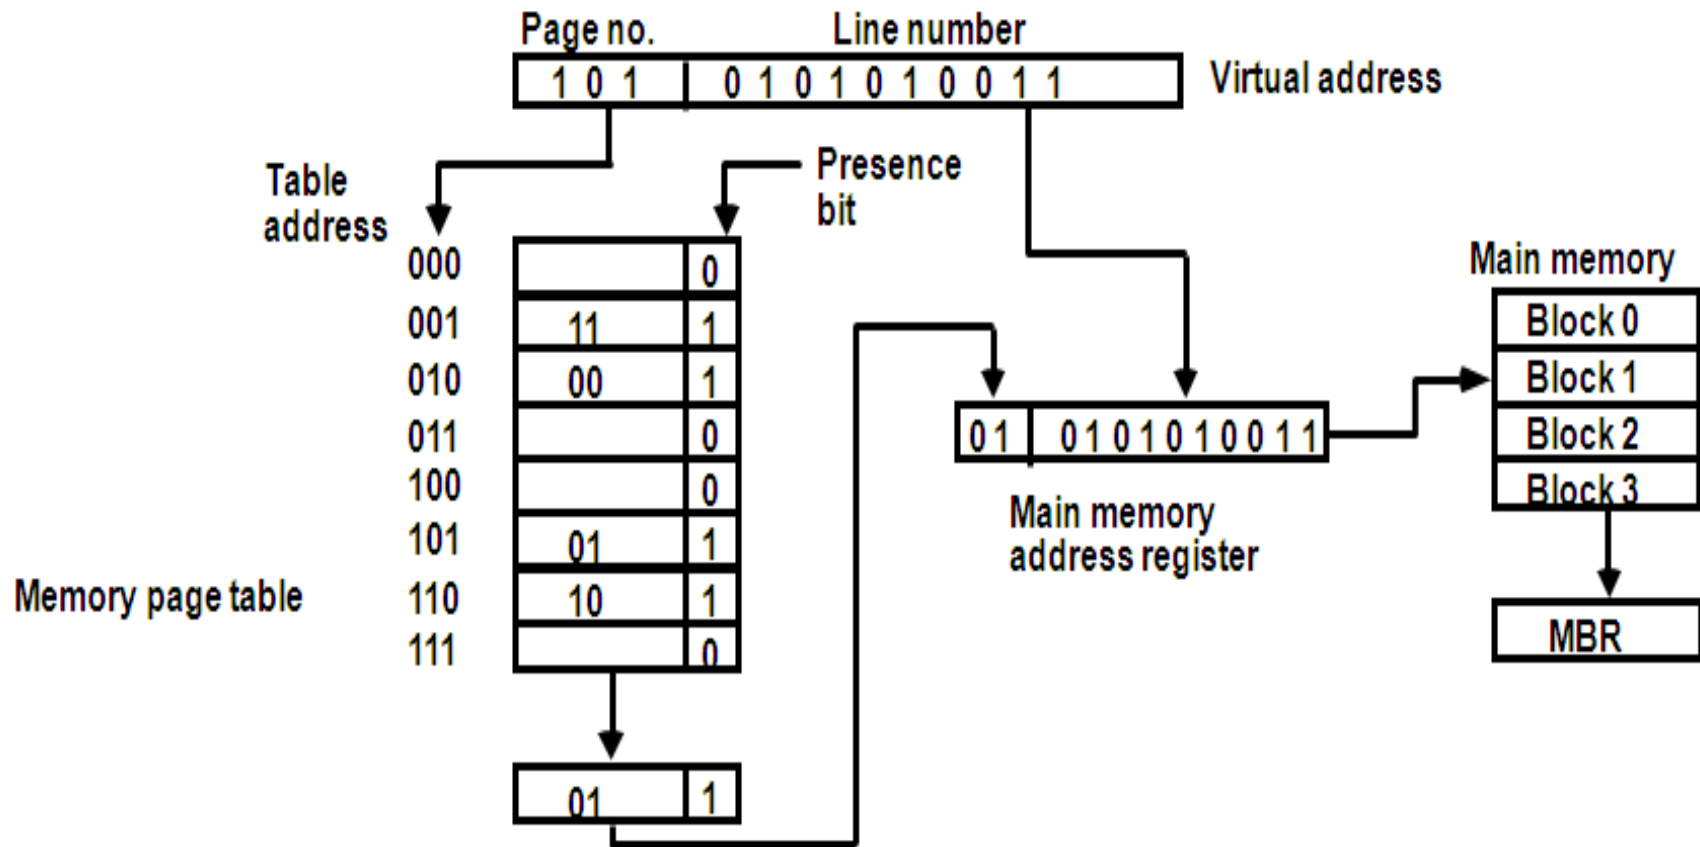 Page no. Line number
1 0 1 0 1 0 1 0 1 0 0 1 1 Virtual address
Table
address
Presence
bit
000 0
001 11 1
010 00 1
011 0
100 0
101 01 1
110 10 1
111 0
Memory page table
01 1
01 0 1 0 1 0 1 0 0 1 1
Main memory
address register
Main memory
Block 0
Block 1
Block 2
Block 3
MBR